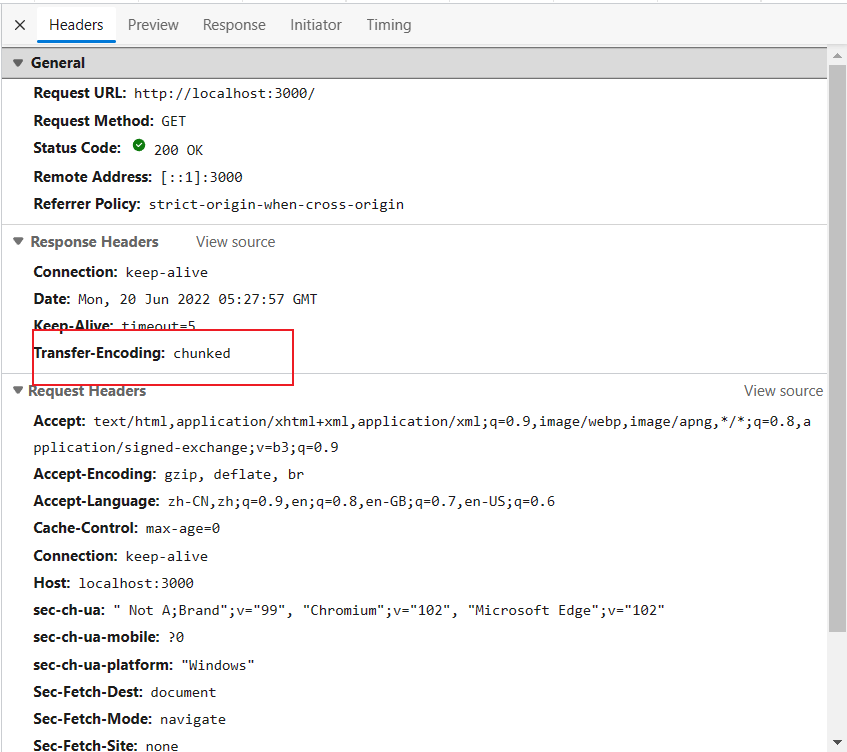 Headers Preview Response Initiator Timing
General
Request URL: http://localhost:3000/
Request Method: GET
Status Code: 200 OK
Remote Address: [::1]:3000
Referrer Policy: strict-origin-when-cross-origin
Response Headers View source
Connection: keep-alive
Date: Mon, 20 Jun 2022 05:27:57 GMT
Keep-Alive: timeout=5
Transfer-Encoding: chunked
Request Headers View source
Accept: text/html,application/xhtml+xml,application/xml;q=0.9,image/webp,image/apng,*/*;q=0.8,a
pplication/signed-exchange;v=b3;q=0.9
Accept-Encoding: gzip, deflate, br
Accept-Language: zh-CN,zh;q=0.9,en;q=0.8,en-GB;q=0.7,en-US;q=0.6
Cache-Control: max-age=0
Connection: keep-alive
Host: localhost:3000
sec-ch-ua: " Not A;Brand";v="99", "Chromium";v="102", "Microsoft Edge";v="102"
sec-ch-ua-mobile: ?0
sec-ch-ua-platform: "Windows"
Sec-Fetch-Dest: document
Sec-Fetch-Mode: navigate
Sec-Fetch-Site: none